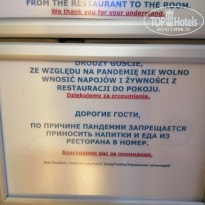 FROM THE RESTAURANT TO THE ROOM.
We thank you for your understand.
TopHotels
DRODZY GOŚCIE,
ZE WZGLĘDU NA PANDEMIĘ NIE WOLNO
WNOSIĆ NAPOJÓW I ŻYWNOŚCI Z
RESTAURACJI DO POKOJU.
Dziękujemy za zrozumienie.
ДОРОГИЕ ГОСТИ,
ПО ПРИЧИНЕ ПАНДЕМИИ ЗАПРЕЩАЕТСЯ
ПРИНОСИТЬ НАПИТКИ И ЕДА ИЗ
РЕСТОРАНА В НОМЕР.
Благодарим вас за понимание.